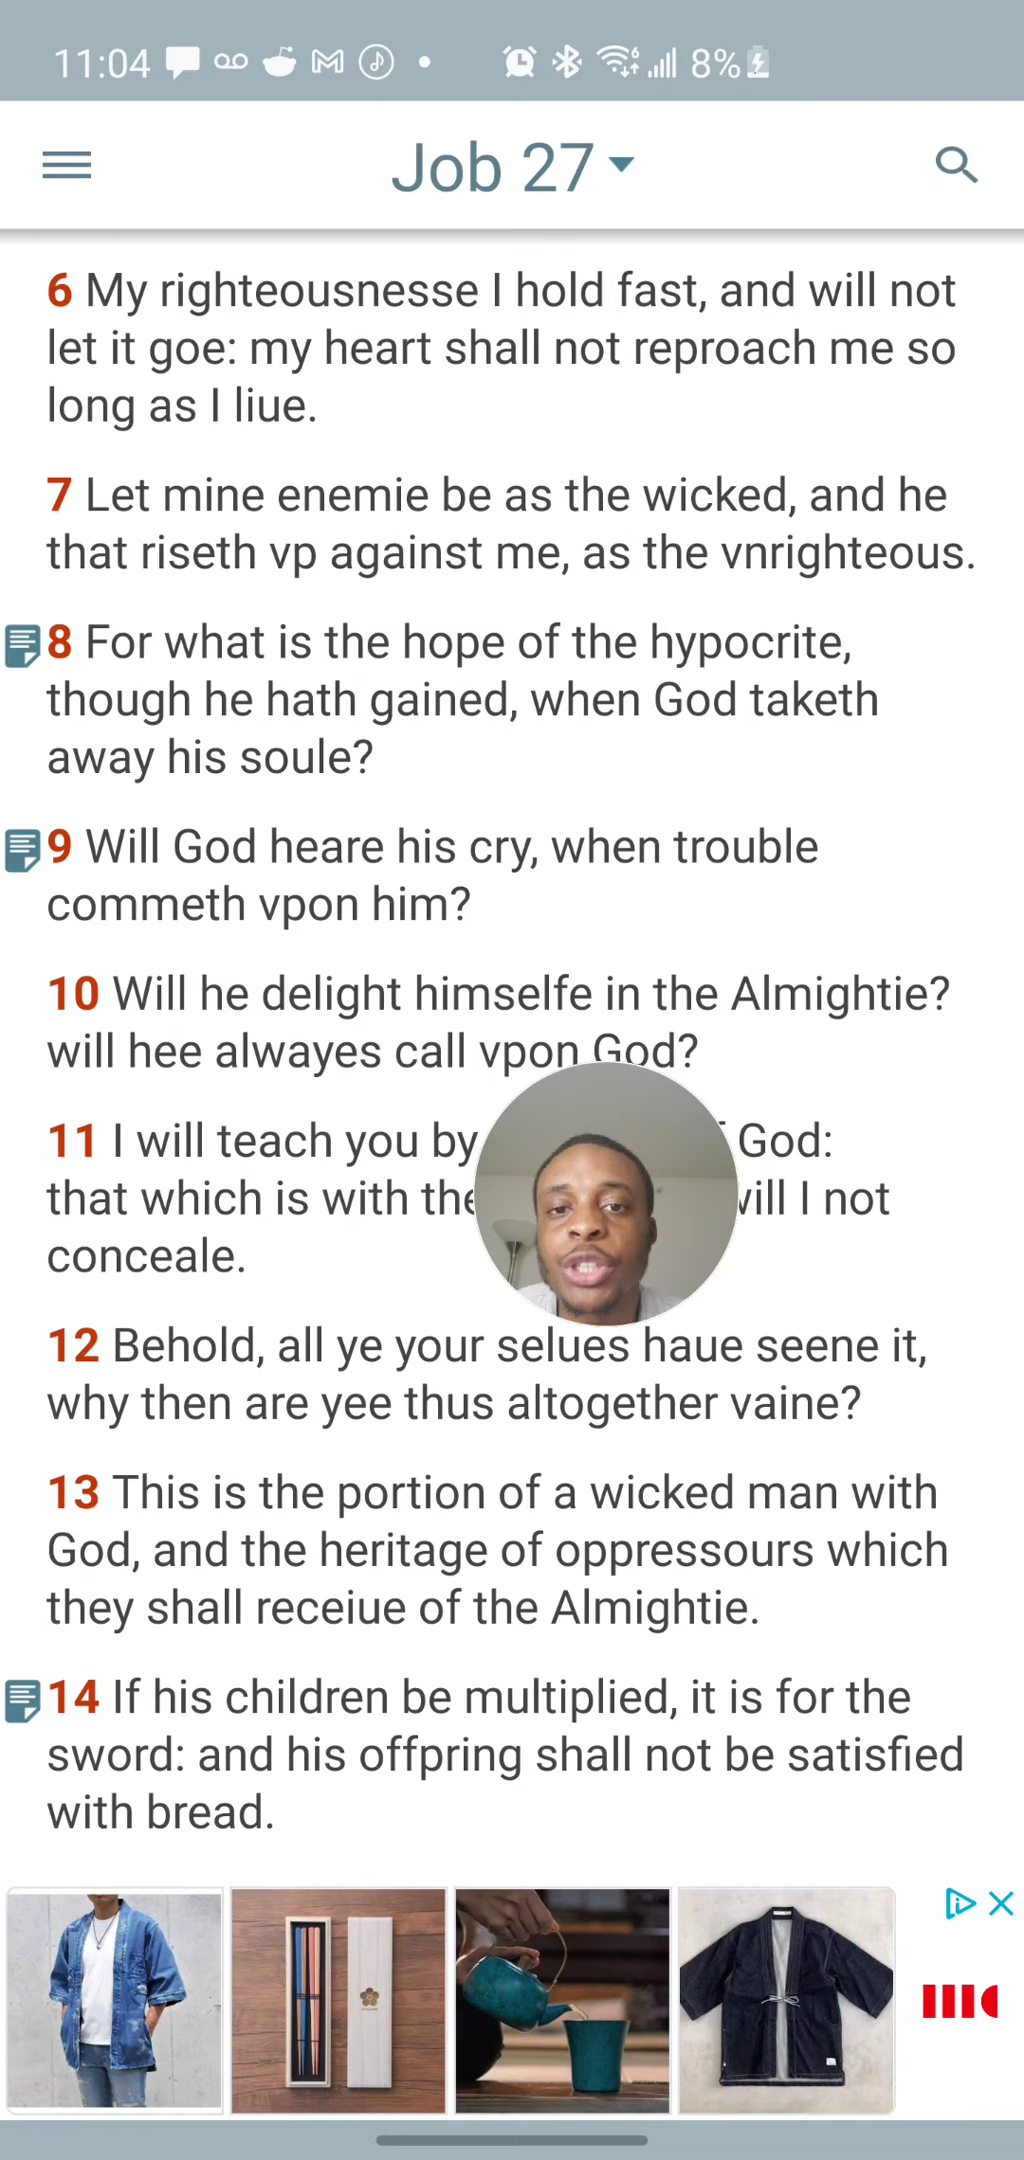 11:04 8%
Job 27
6 My righteousnesse I hold fast, and will not
let it goe: my heart shall not reproach me so
long as I liue.
7 Let mine enemie be as the wicked, and he
that riseth vp against me, as the vnrighteous.
8 For what is the hope of the hypocrite,
though he hath gained, when God taketh
away his soule?
9 Will God heare his cry, when trouble
commeth vpon him?
10 Will he delight himselfe in the Almightie?
will hee alwayes call vpon God?
11 I will teach you by God:
that which is with will I not
conceale.
12 Behold, all ye your selues haue seene it,
why then are yee thus altogether vaine?
13 This is the portion of a wicked man with
God, and the heritage of oppressours which
they shall receiue of the Almightie.
14 If his children be multiplied, it is for the
sword: and his offpring shall not be satisfied
with bread.